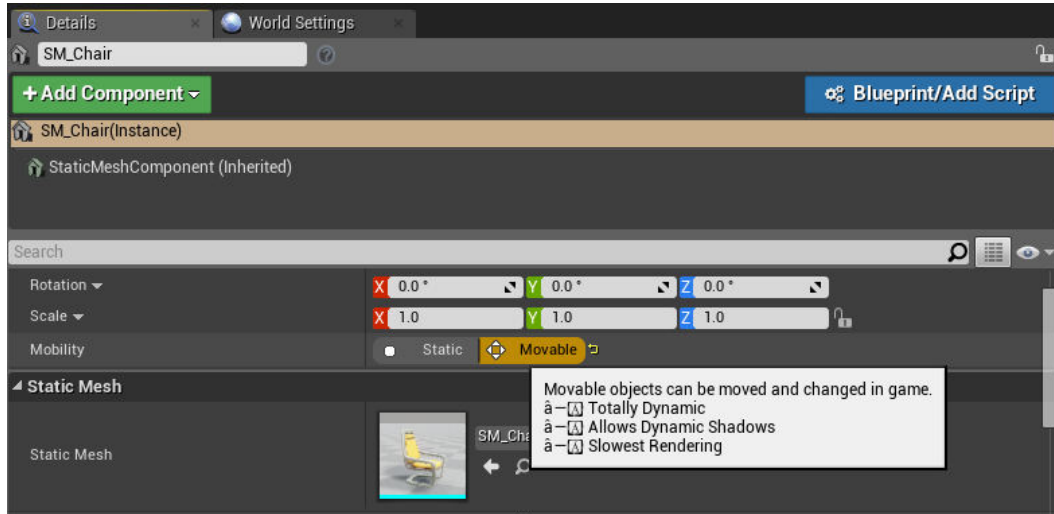 Details World Settings
SM_Chair
+ Add Component
Blueprint/Add Script
SM_Chair(Instance)
StaticMeshComponent (Inherited)
Search
Rotation X 0.0 ° Y 0.0 ° Z 0.0 °
Scale X 1.0 Y 1.0 Z 1.0
Mobility Static Movable
Static Mesh
Static Mesh
Movable objects can be moved and changed in game.
â—[A] Totally Dynamic
â—[A] Allows Dynamic Shadows
â—[A] Slowest Rendering